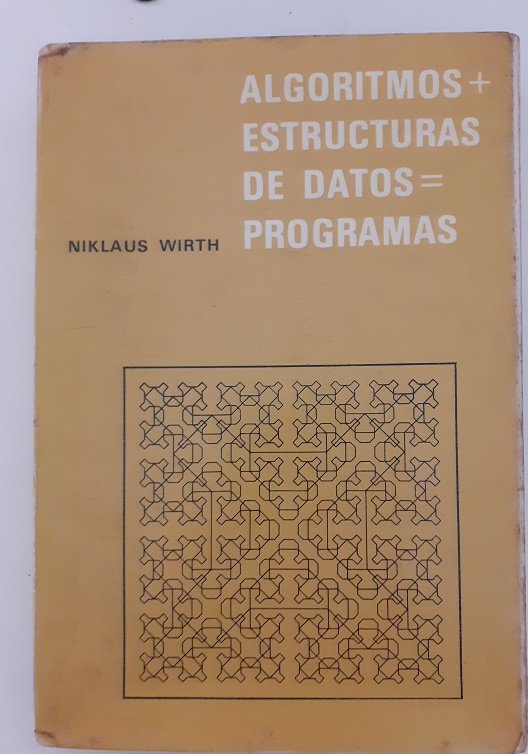 ALGORITMOS +
ESTRUCTURAS
DE DATOS =
PROGRAMAS
NIKLAUS WIRTH